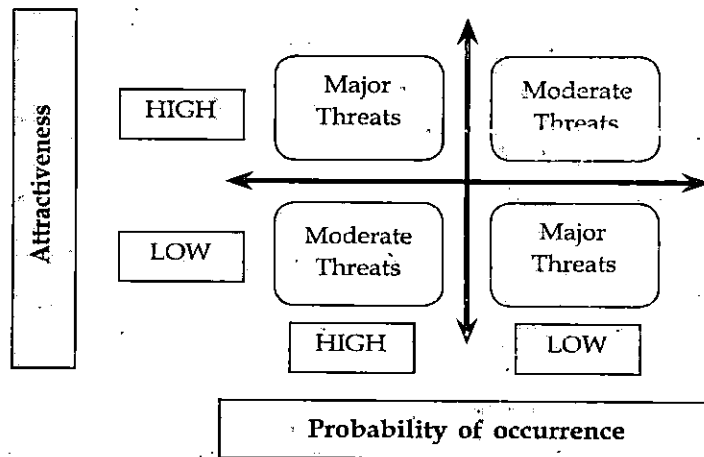 Attractiveness
HIGH
Major
Threats
Moderate
Threats
LOW
Moderate
Threats
Major
Threats
HIGH
LOW
Probability of occurrence